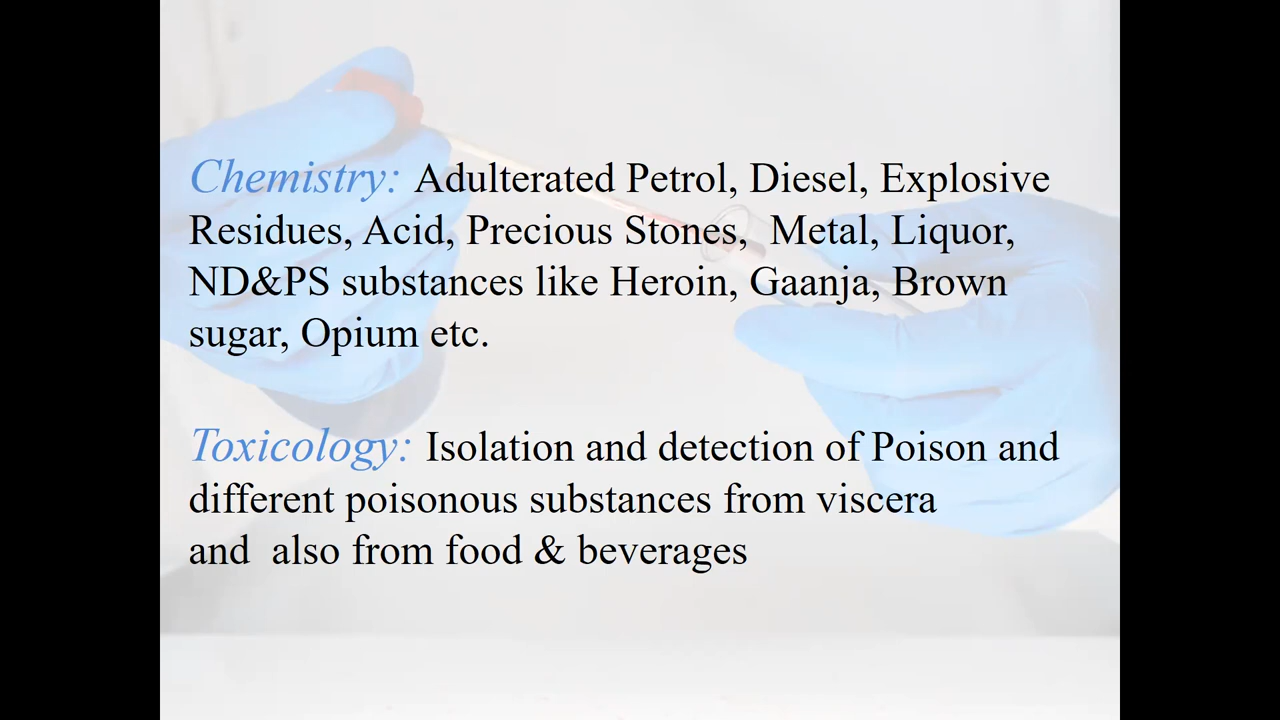 Chemistry: Adulterated Petrol, Diesel, Explosive
Residues, Acid, Precious Stones,  Metal, Liquor,
ND&PS substances like Heroin, Gaanja, Brown
sugar, Opium etc.
Toxicology: Isolation and detection of Poison and
different poisonous substances from viscera
and  also from food & beverages